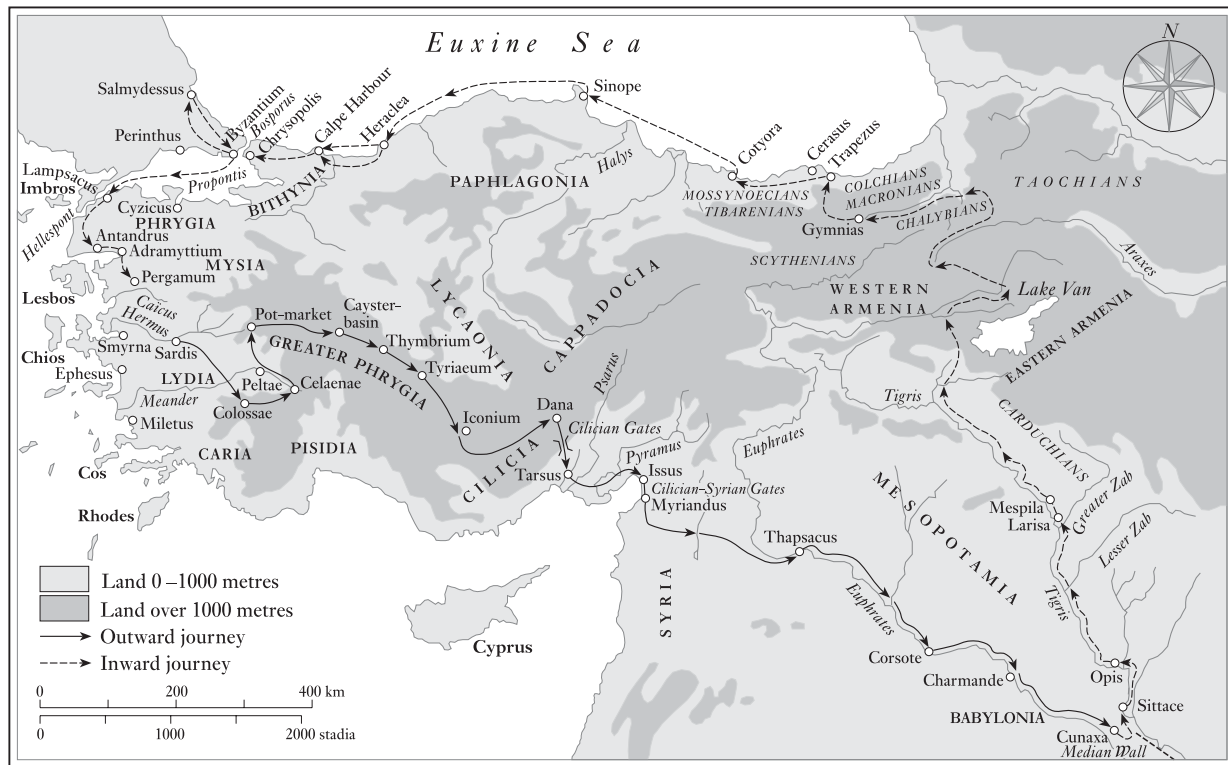 Euxine Sea
N
Salmydessus
Byzantium
Bosporus
Chrysopolis
Calpe Harbour
Heraclea
Sinope
Perinthus
Cotyora
Cerasus
Trapezus
Lampsacus
Imbros
Propontis
BITHYNIA
Halys
PAPHLAGONIA
MOSSYNOECIANS
TIBARENIANS
COLCHIANS
MACRONIANS
TAOCHIANS
Hellespont
Cyzicus
PHRYGIA
Gymnias
CHALYBIANS
Antandrus
Adramyttium
MYSIA
Pergamum
SCYTHENIANS
Araxes
Lesbos
LYCAONIA
CAPPADOCIA
WESTERN
ARMENIA
Lake Van
EASTERN ARMENIA
Caïcus
Hermus
Pot-market
Cayster-
basin
Smyrna
Sardis
GREATER PHRYGIA
Thymbrium
Chios
Ephesus
LYDIA
Peltae
Celaenae
Tyriaeum
Psarus
Meander
Colossae
Miletus
Iconium
Dana
Cilician Gates
Tigris
CARDUCHIANS
CARIA
PISIDIA
CILICIA
Pyramus
Euphrates
Cos
Tarsus
Issus
Cilician–Syrian Gates
Myriandus
MESOPOTAMIA
Mespila
Larisa
Greater Zab
Rhodes
Thapsacus
Lesser Zab
SYRIA
Euphrates
Tigris
Land 0–1000 metres
Land over 1000 metres
Outward journey
Inward journey
Cyprus
Corsote
Charmande
Opis
Sittace
BABYLONIA
Cunaxa
Median Wall
0 200 400 km
0 1000 2000 stadia